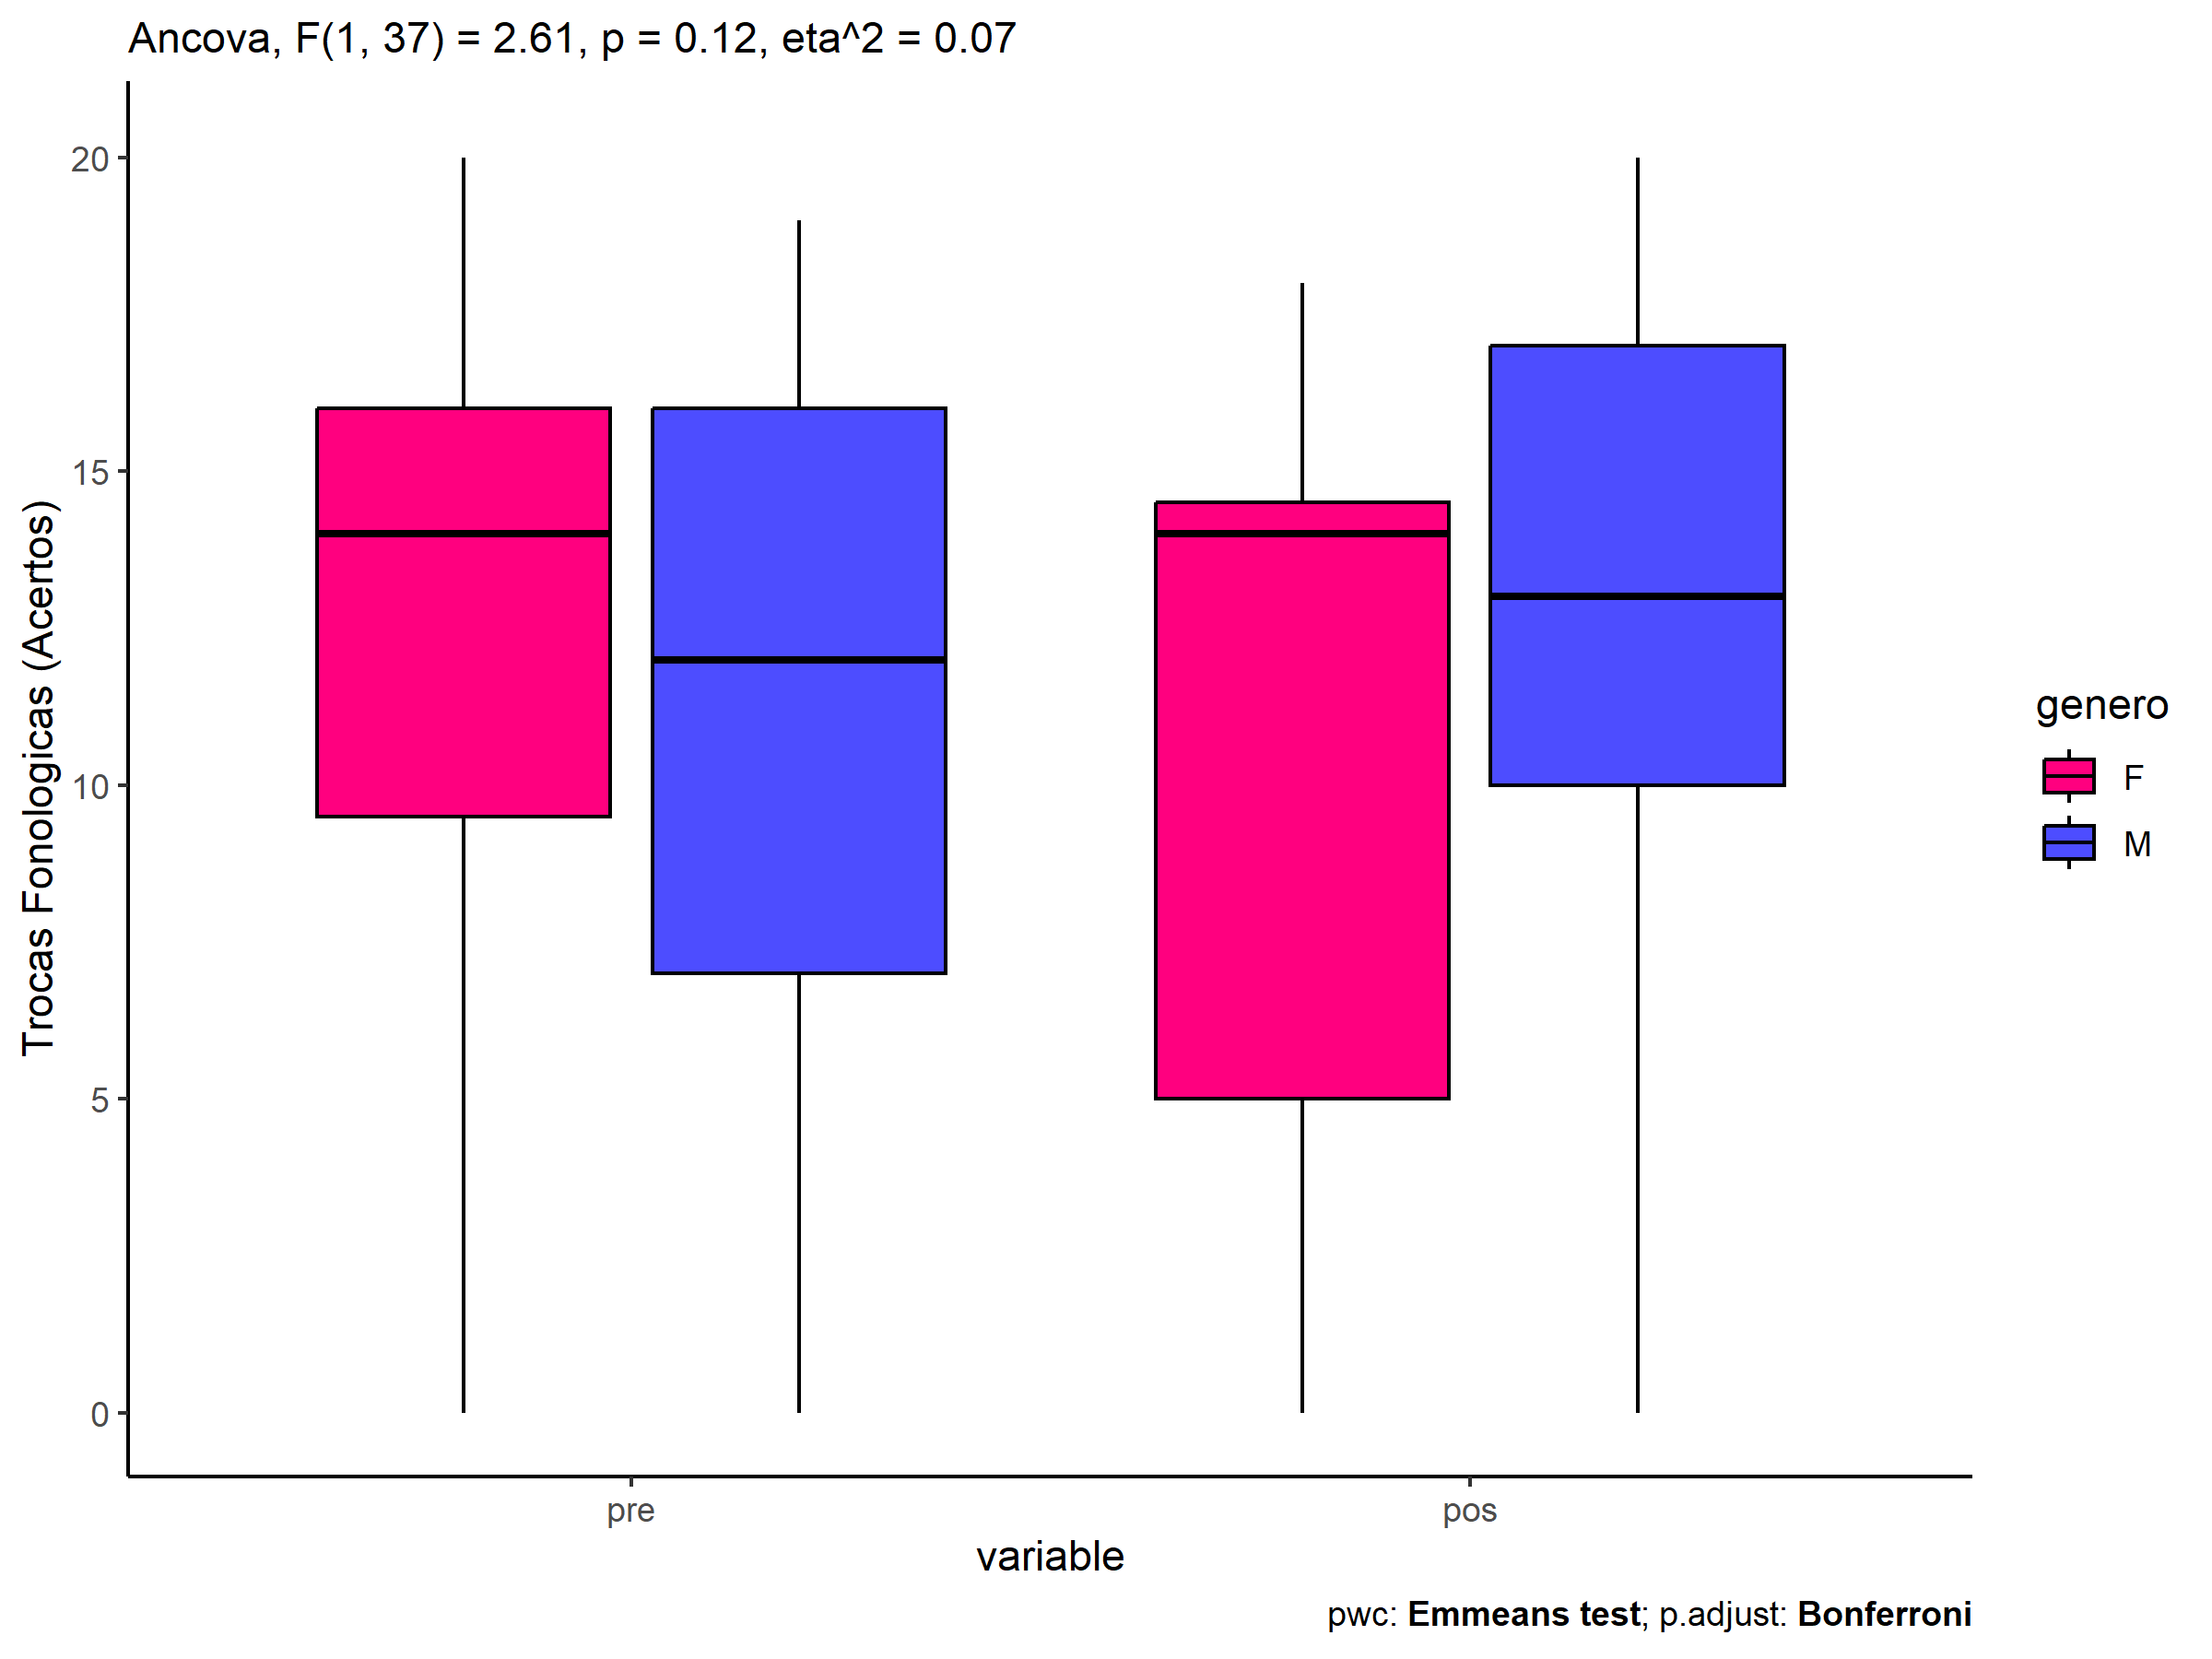 Ancova, F(1, 37) = 2.61, p = 0.12, eta^2 = 0.07
Trocas Fonologicas (Acertos)
20
15
10
5
0
pre
pos
variable
genero
F
M
pwc: Emmeans test; p.adjust: Bonferroni